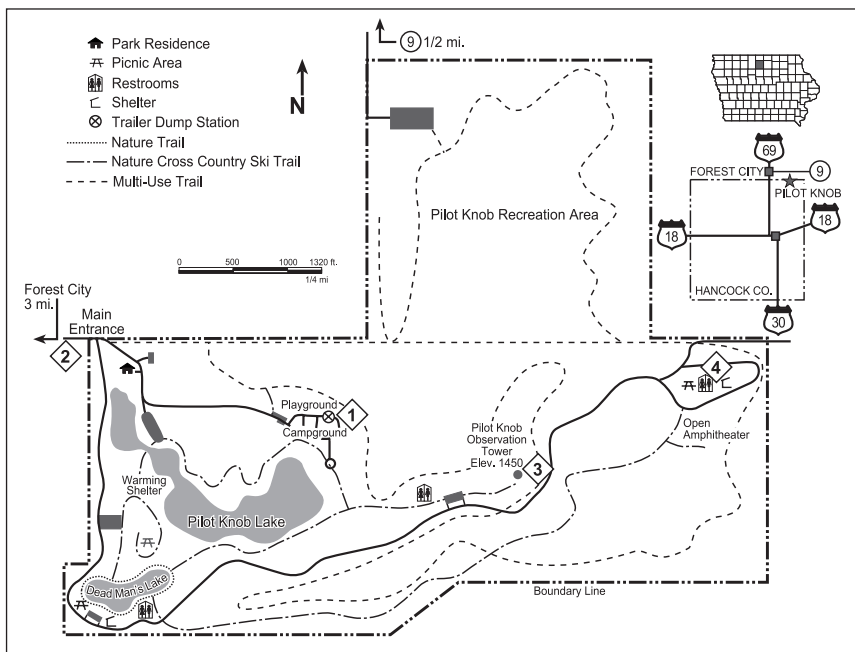 9 1/2 mi.
Park Residence
Picnic Area
Restrooms
Shelter
Trailer Dump Station
Nature Trail
Nature Cross Country Ski Trail
Multi-Use Trail
N
69
FOREST CITY
9
PILOT KNOB
18
18
HANCOCK CO.
30
Pilot Knob Recreation Area
0 500 1000 1320 ft.
1/4 mi
Forest City
3 mi.
Main
Entrance
2
4
Playground
1
Campground
Open
Amphitheater
Pilot Knob
Observation
Tower
Elev. 1450
3
Warming
Shelter
Pilot Knob Lake
Dead Man's Lake
Boundary Line